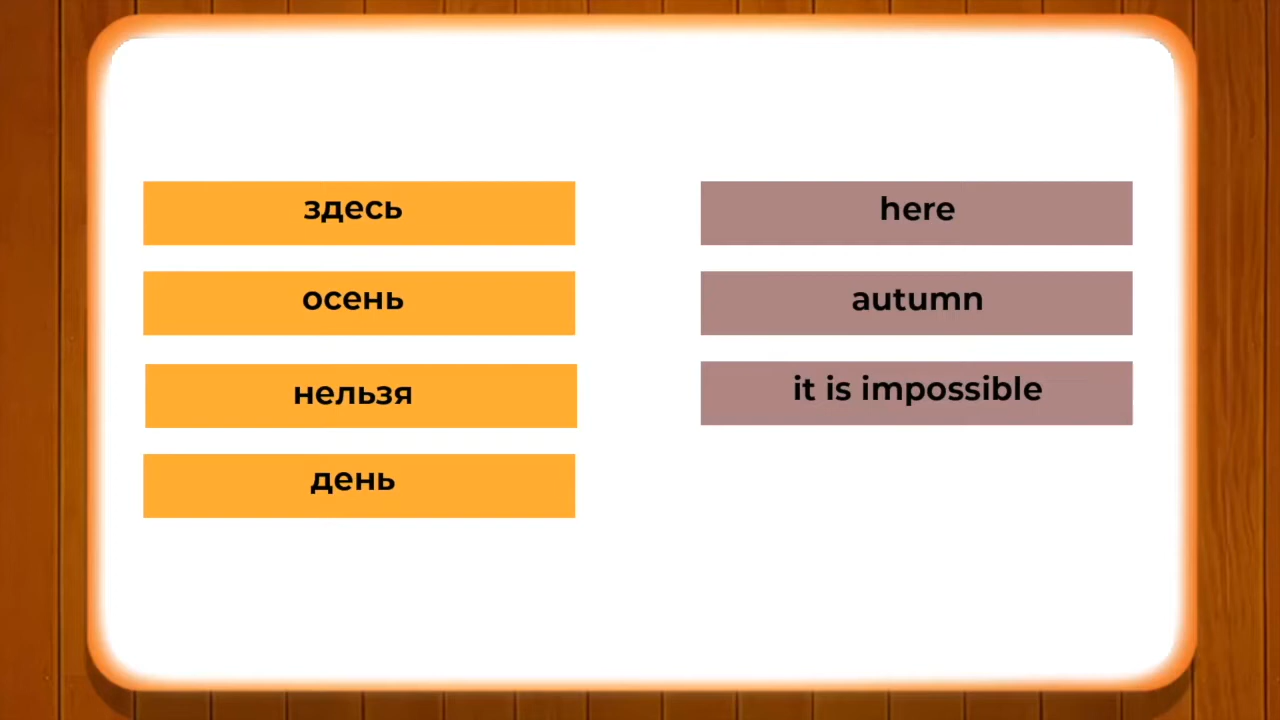 здесь
here
осень
autumn
нельзя
it is impossible
день